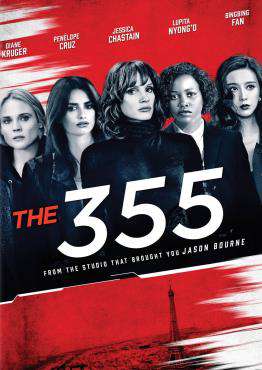 DIANE KRUGER
PENÉLOPE CRUZ
JESSICA CHASTAIN
LUPITA NYONG'O
BINGBING FAN
THE 355
FROM THE STUDIO THAT BROUGHT YOU JASON BOURNE